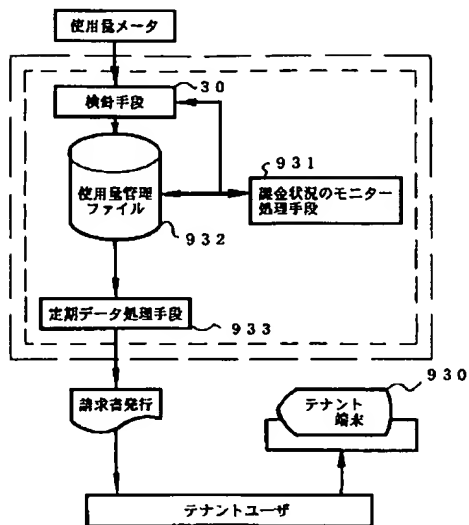 使用量メータ
検針手段
30
使用量管理
ファイル
932
931
課金状況のモニター
処理手段
定期データ処理手段
933
請求者発行
930
テナント
端末
テナントユーザ